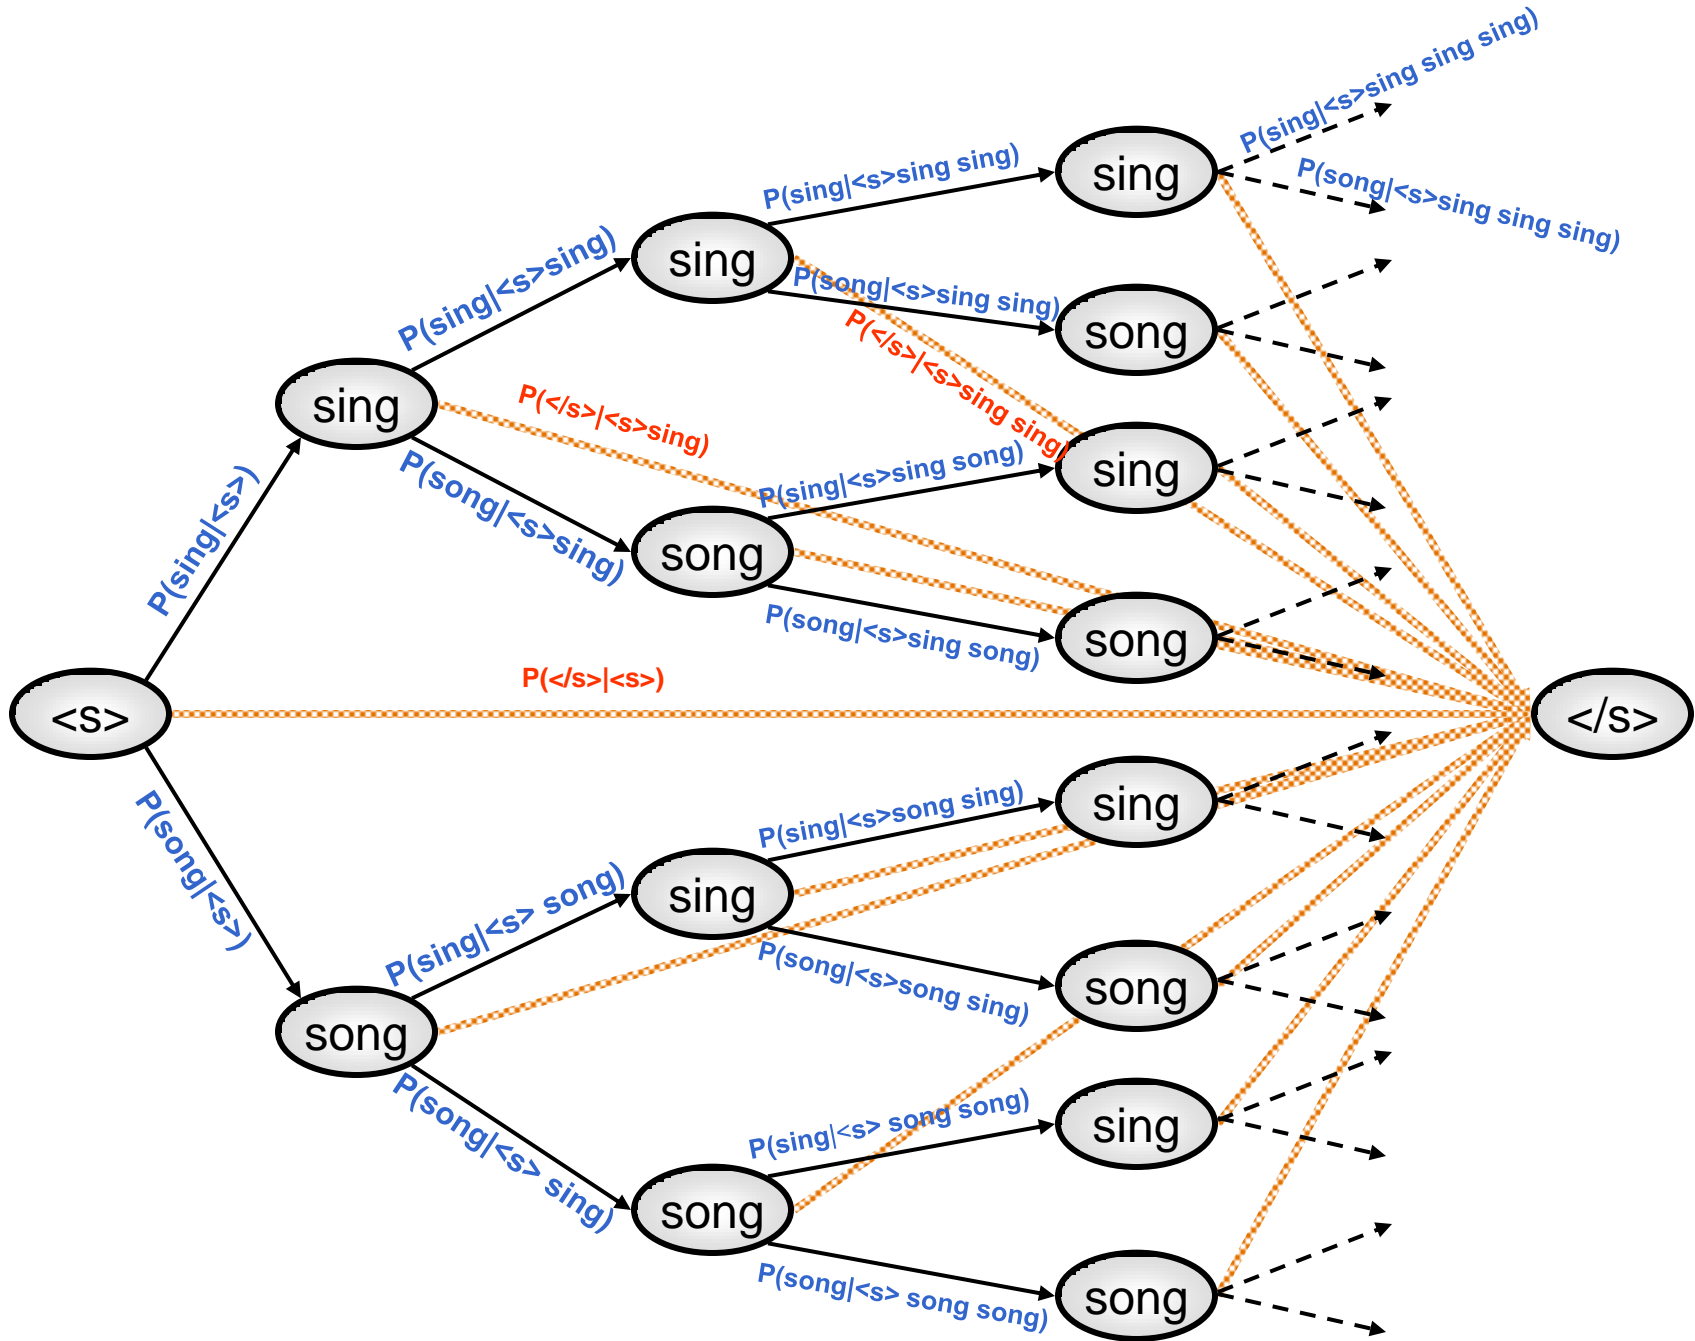 P(sing|<s>sing sing sing)
P(song|<s>sing sing sing)
P(sing|<s>sing sing)
sing
sing
P(sing|<s>sing)
P(song|<s>sing sing)
song
P(</s>|<s>sing sing)
sing
P(</s>|<s>sing)
P(sing|<s>sing song)
sing
P(song|<s>sing)
P(sing|<s>)
song
P(song|<s>sing song)
song
P(</s>|<s>)
<s>
</s>
P(song|<s>)
P(sing|<s>song sing)
sing
P(sing|<s> song)
sing
P(song|<s>song sing)
song
song
P(song|<s> sing)
P(sing|<s> song song)
sing
song
P(song|<s> song song)
song